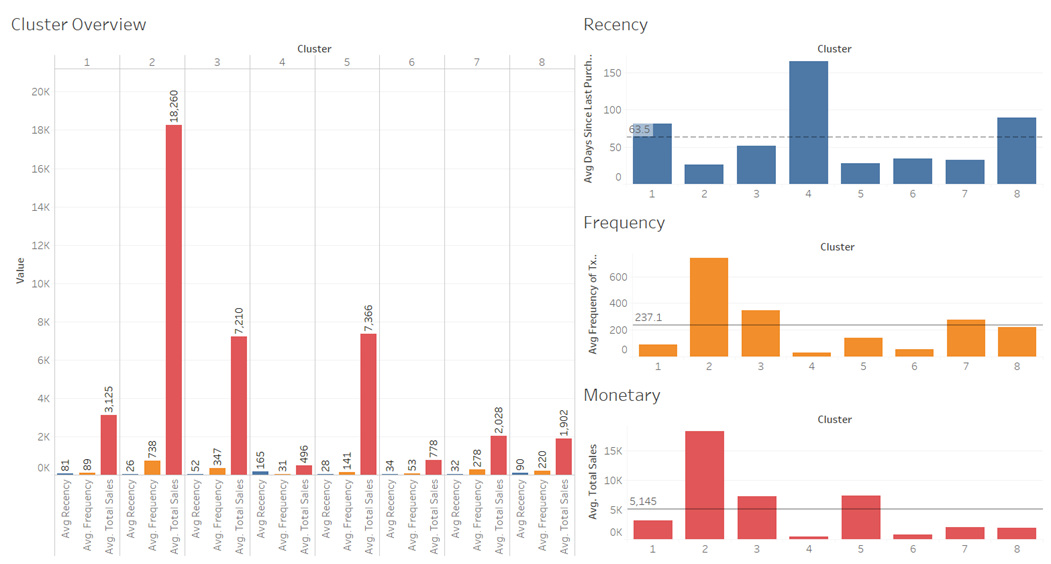 Cluster Overview
Cluster
1 2 3 4 5 6 7 8
Value
20K
18K
16K
14K
12K
10K
8K
6K
4K
2K
0K
81 89 3,125 26 738 18,260 52 347 7,210 165 31 496 28 141 7,366 34 53 778 32 278 2,028 90 220 1,902
Avg Recency Avg. Frequency Avg. Total Sales Avg Recency Avg. Frequency Avg. Total Sales Avg Recency Avg. Frequency Avg. Total Sales Avg Recency Avg. Frequency Avg. Total Sales Avg Recency Avg. Frequency Avg. Total Sales Avg Recency Avg. Frequency Avg. Total Sales Avg Recency Avg. Frequency Avg. Total Sales Avg Recency Avg. Frequency Avg. Total Sales
Recency
Cluster
Avg Days Since Last Purch..
150
100
50
0
63.5
1 2 3 4 5 6 7 8
Frequency
Cluster
Avg Frequency of Tx..
600
400
200
0
237.1
1 2 3 4 5 6 7 8
Monetary
Cluster
Avg. Total Sales
15K
10K
5K
0K
5,145
1 2 3 4 5 6 7 8